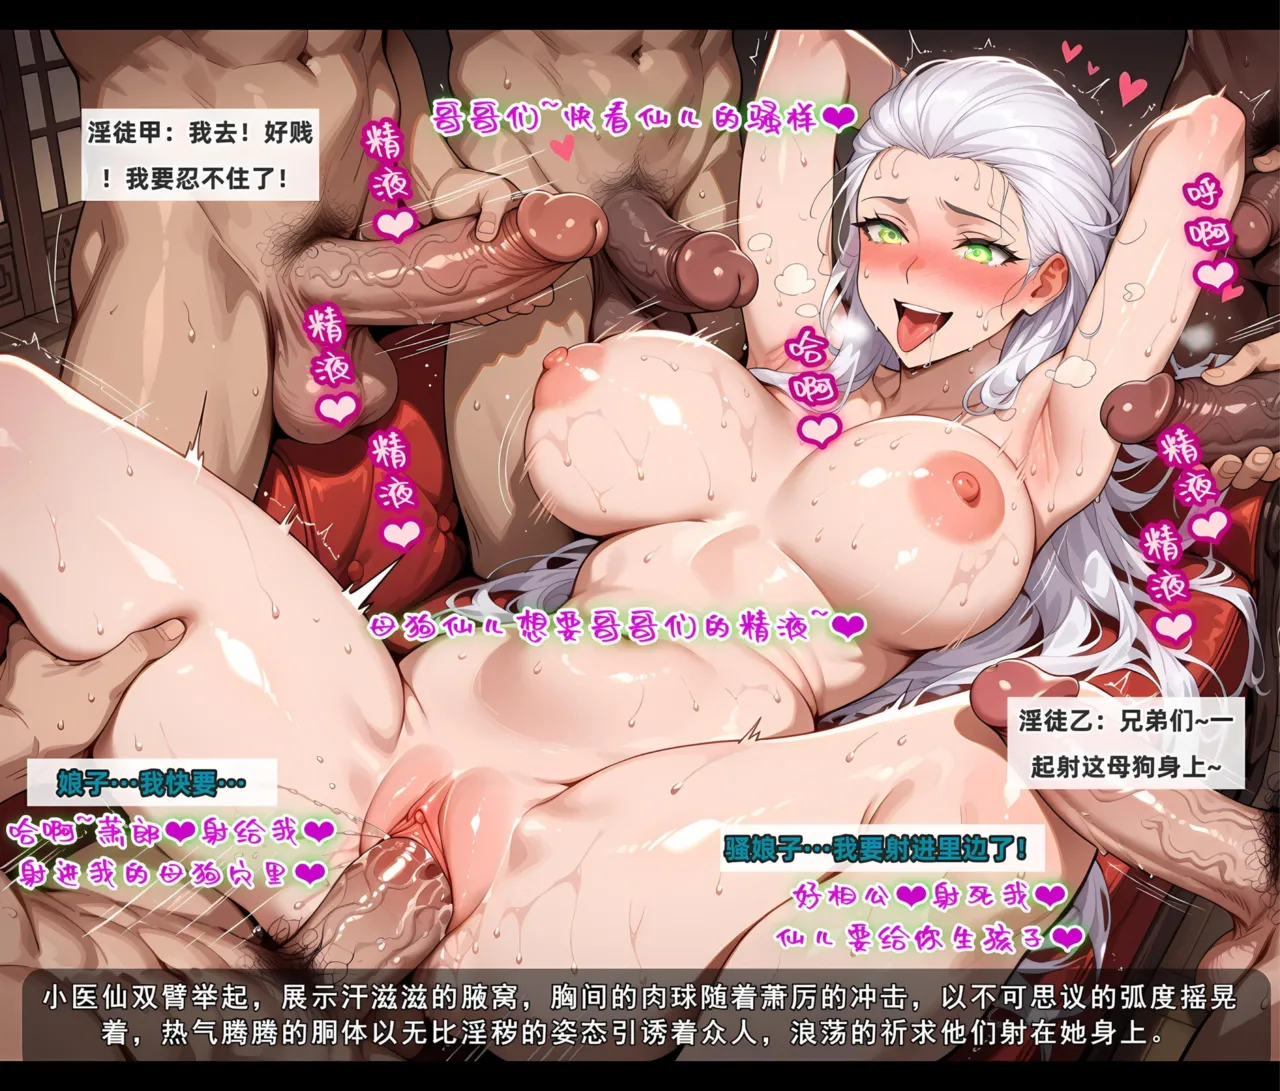 哥哥们~快看仙儿的骚样❤
淫徒甲：我去！好贱
！我要忍不住了！
精液❤
呼啊❤
精液❤
哈啊❤
精液❤
精液❤
精液❤
母狗仙儿想要哥哥们的精液~❤
淫徒乙：兄弟们~一
起射这母狗身上~
娘子…我快要…
哈啊~萧郎❤射给我❤
射进我的母狗穴里❤
骚娘子…我要射进里边了！
好相公❤射死我❤
仙儿要给你生孩子❤
小医仙双臂举起，展示汗滋滋的腋窝，胸间的肉球随着萧厉的冲击，以不可思议的弧度摇晃
着，热气腾腾的胴体以无比淫秽的姿态引诱着众人，浪荡的祈求他们射在她身上。